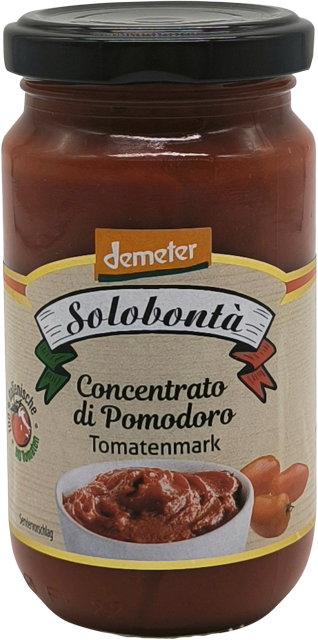 demeter
Solobontà
Concentrato
di Pomodoro
Tomatenmark
Serviervorschlag